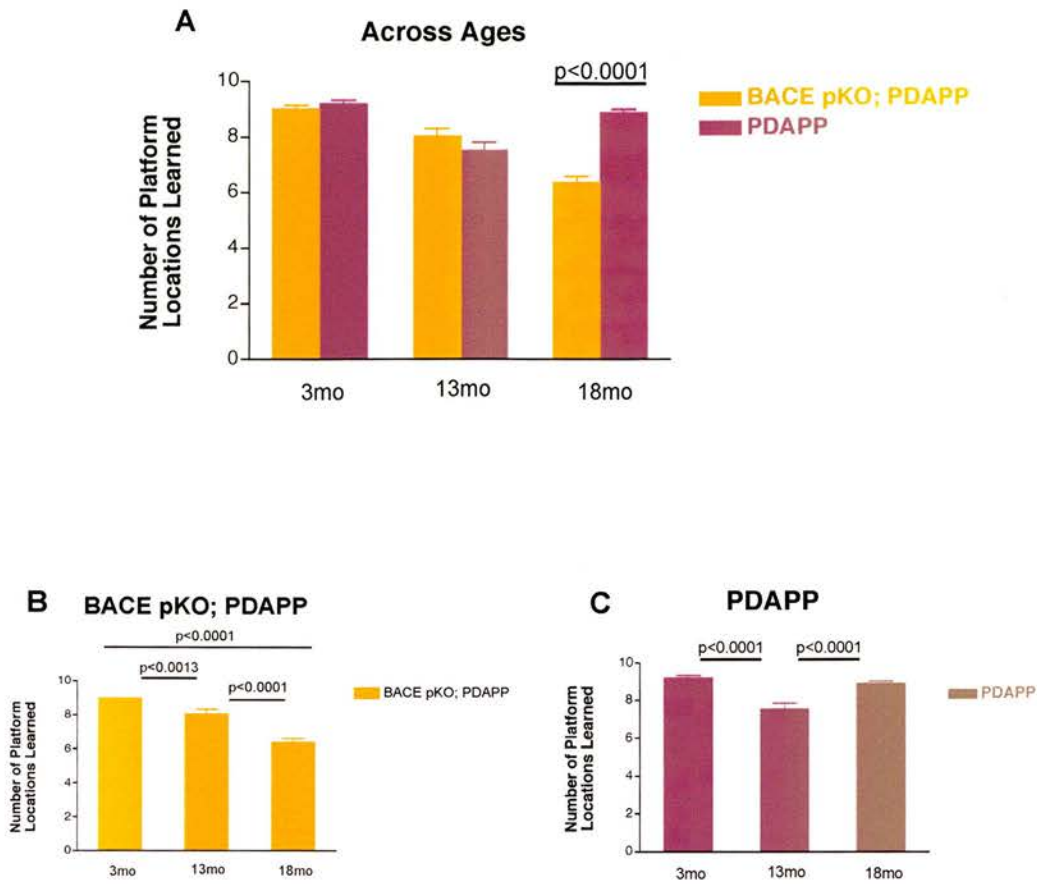 A
Across Ages
p<0.0001
BACE pKO; PDAPP
PDAPP
Number of Platform
Locations Learned
10
8
6
4
2
0
3mo
13mo
18mo
B
BACE pKO; PDAPP
p<0.0001
p<0.0013
p<0.0001
BACE pKO; PDAPP
Number of Platform
Locations Learned
10
8
6
4
2
0
3mo
13mo
18mo
C
PDAPP
p<0.0001
p<0.0001
PDAPP
Number of Platform
Locations Learned
10
8
6
4
2
0
3mo
13mo
18mo